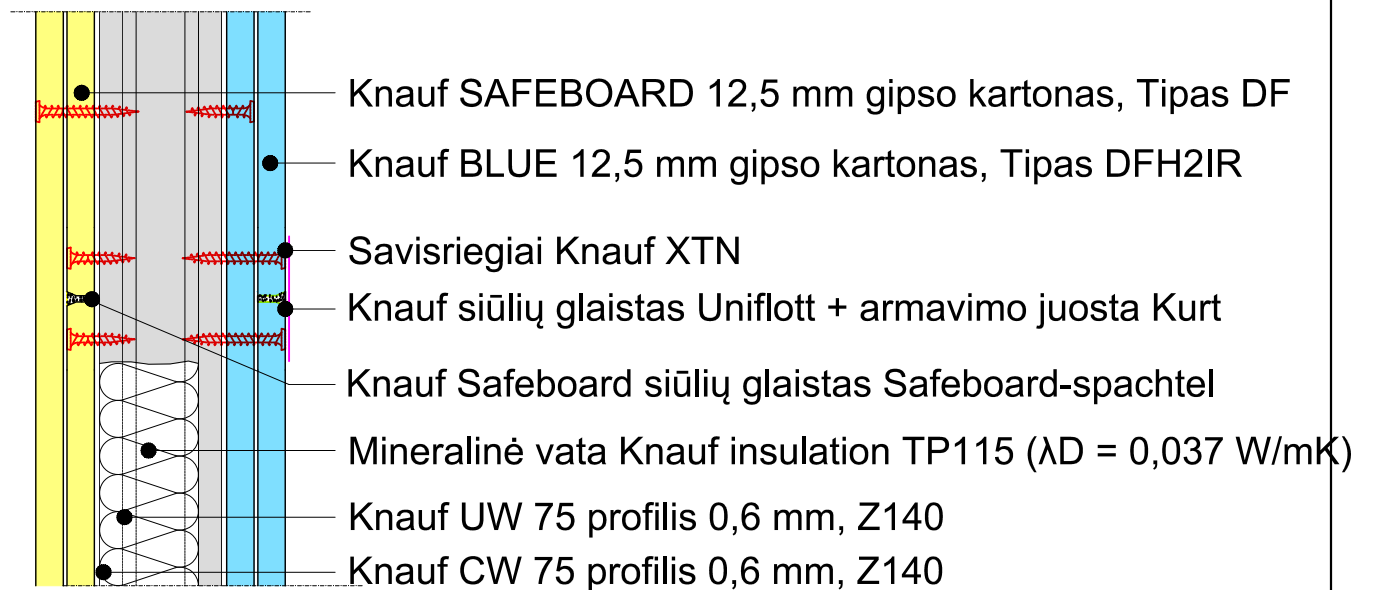 Knauf SAFEBOARD 12,5 mm gipso kartonas, Tipas DF
Knauf BLUE 12,5 mm gipso kartonas, Tipas DFH2IR
Savisriegiai Knauf XTN
Knauf siūlių glaistas Uniflott + armavimo juosta Kurt
Knauf Safeboard siūlių glaistas Safeboard-spachtel
Mineralinė vata Knauf insulation TP115 (λD = 0,037 W/mK)
Knauf UW 75 profilis 0,6 mm, Z140
Knauf CW 75 profilis 0,6 mm, Z140